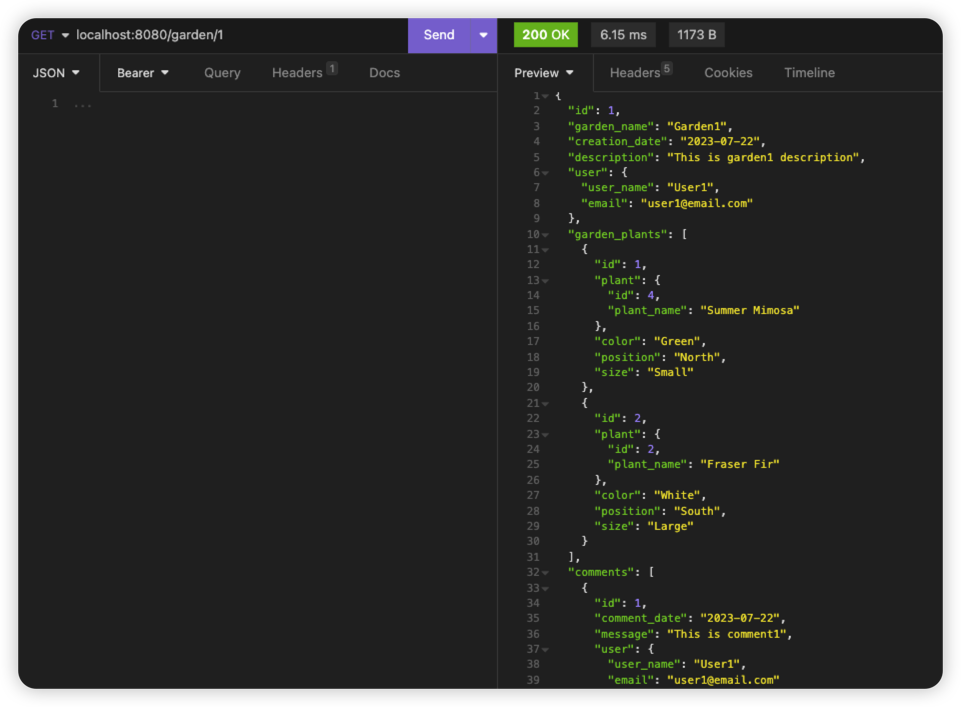 GET localhost:8080/garden/1 Send 200 OK 6.15 ms 1173 B
JSON Bearer Query Headers 1 Docs Preview Headers 5 Cookies Timeline
1 ...
1 {
2 "id": 1,
3 "garden_name": "Garden1",
4 "creation_date": "2023-07-22",
5 "description": "This is garden1 description",
6 "user": {
7 "user_name": "User1",
8 "email": "user1@email.com"
9 },
10 "garden_plants": [
11 {
12 "id": 1,
13 "plant": {
14 "id": 4,
15 "plant_name": "Summer Mimosa"
16 },
17 "color": "Green",
18 "position": "North",
19 "size": "Small"
20 },
21 {
22 "id": 2,
23 "plant": {
24 "id": 2,
25 "plant_name": "Fraser Fir"
26 },
27 "color": "White",
28 "position": "South",
29 "size": "Large"
30 }
31 ],
32 "comments": [
33 {
34 "id": 1,
35 "comment_date": "2023-07-22",
36 "message": "This is comment1",
37 "user": {
38 "user_name": "User1",
39 "email": "user1@email.com"